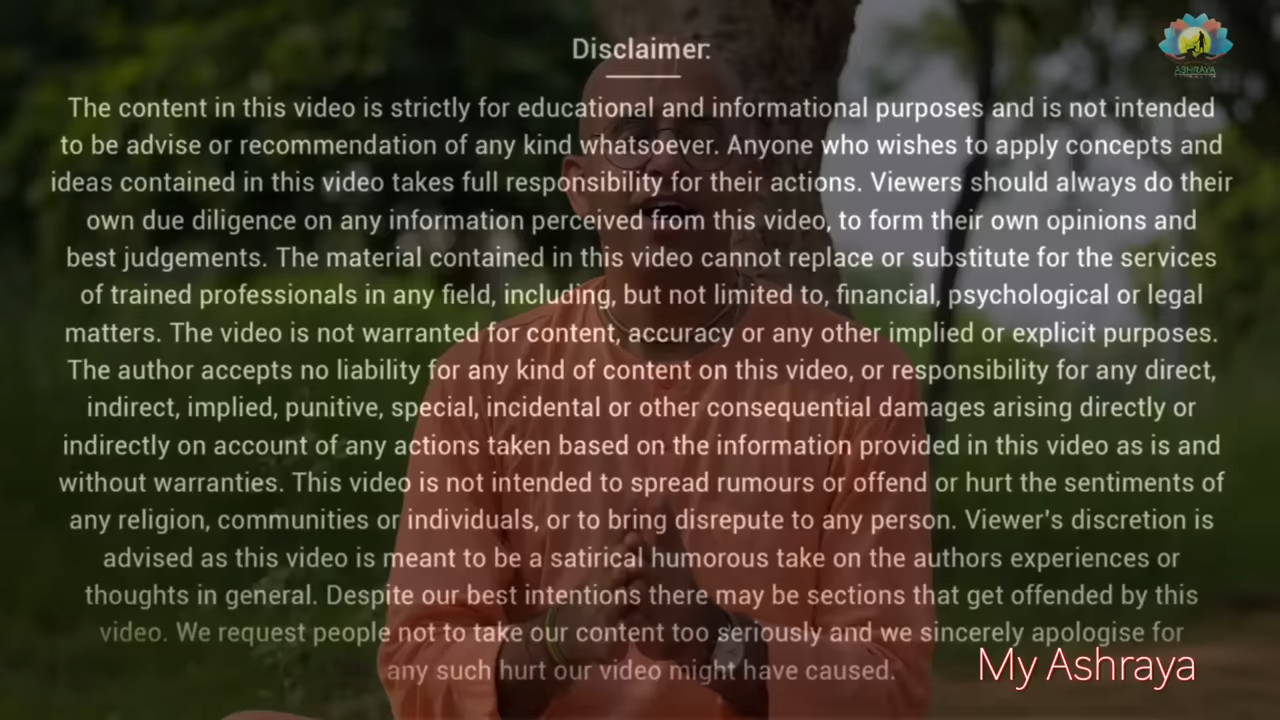 Disclaimer:
ASHRAYA
The content in this video is strictly for educational and informational purposes and is not intended
to be advise or recommendation of any kind whatsoever. Anyone who wishes to apply concepts and
ideas contained in this video takes full responsibility for their actions. Viewers should always do their
own due diligence on any information perceived from this video, to form their own opinions and
best judgements. The material contained in this video cannot replace or substitute for the services
of trained professionals in any field, including, but not limited to, financial, psychological or legal
matters. The video is not warranted for content, accuracy or any other implied or explicit purposes.
The author accepts no liability for any kind of content on this video, or responsibility for any direct,
indirect, implied, punitive, special, incidental or other consequential damages arising directly or
indirectly on account of any actions taken based on the information provided in this video as is and
without warranties. This video is not intended to spread rumours or offend or hurt the sentiments of
any religion, communities or individuals, or to bring disrepute to any person. Viewer's discretion is
advised as this video is meant to be a satirical humorous take on the authors experiences or
thoughts in general. Despite our best intentions there may be sections that get offended by this
video. We request people not to take our content too seriously and we sincerely apologise for
any such hurt our video might have caused.
My Ashraya